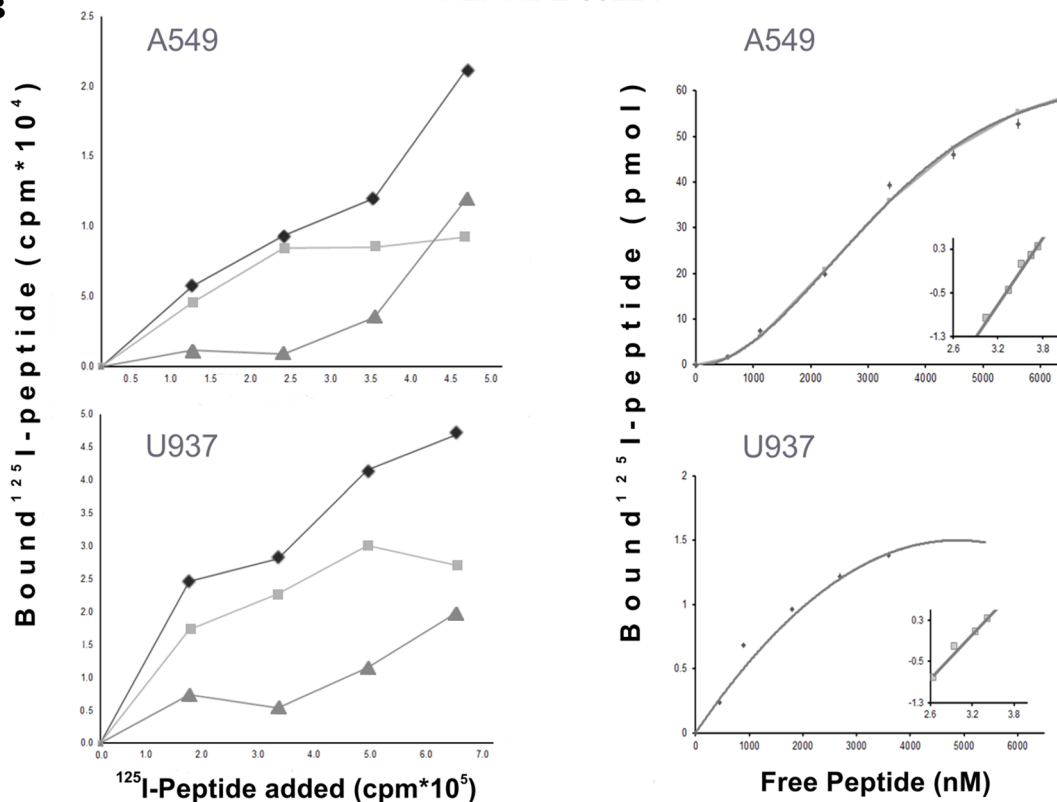 A549
Bound ¹²⁵I-peptide (cpm*10⁴)
2.5
2.0
1.5
1.0
5.0
0.0
0.5 1.0 1.5 2.0 2.5 3.0 3.5 4.0 4.5 5.0
U937
5.0
4.5
4.0
3.5
3.0
2.5
2.0
1.5
1.0
0.5
0.0
0.0 1.0 2.0 3.0 4.0 5.0 6.0 7.0
¹²⁵I-Peptide added (cpm*10⁵)
A549
Bound ¹²⁵I-peptide (pmol)
60
50
40
30
20
10
0
0 1000 2000 3000 4000 5000
0.3
-0.5
-1.3
2.6 3.2 3.8
U937
2
1.5
1
0.5
0
0 1000 2000 3000 4000 5000 6000
0.3
-0.5
-1.3
2.6 3.2 3.8
Free Peptide (nM)